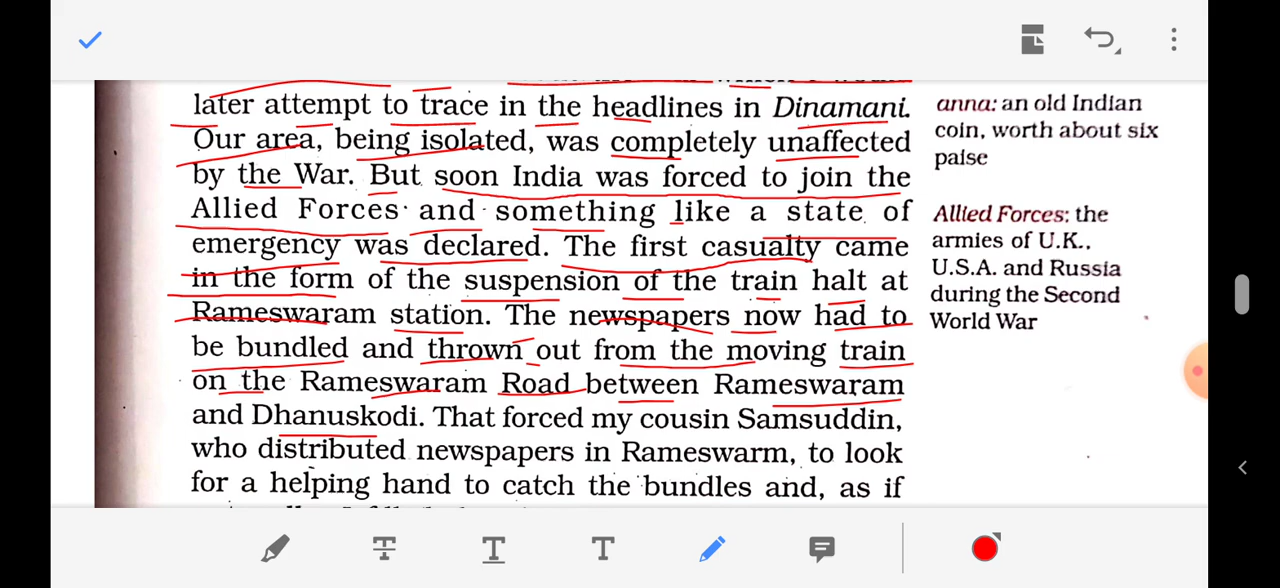 later attempt to trace in the headlines in Dinamani.
Our area, being isolated, was completely unaffected
by the War. But soon India was forced to join the
Allied Forces and something like a state of
emergency was declared. The first casualty came
in the form of the suspension of the train halt at
Rameswaram station. The newspapers now had to
be bundled and thrown out from the moving train
on the Rameswaram Road between Rameswaram
and Dhanuskodi. That forced my cousin Samsuddin,
who distributed newspapers in Rameswarm, to look
for a helping hand to catch the bundles and, as if
anna: an old Indian
coin, worth about six
paise
Allied Forces: the
armies of U.K.,
U.S.A. and Russia
during the Second
World War
T
T
T